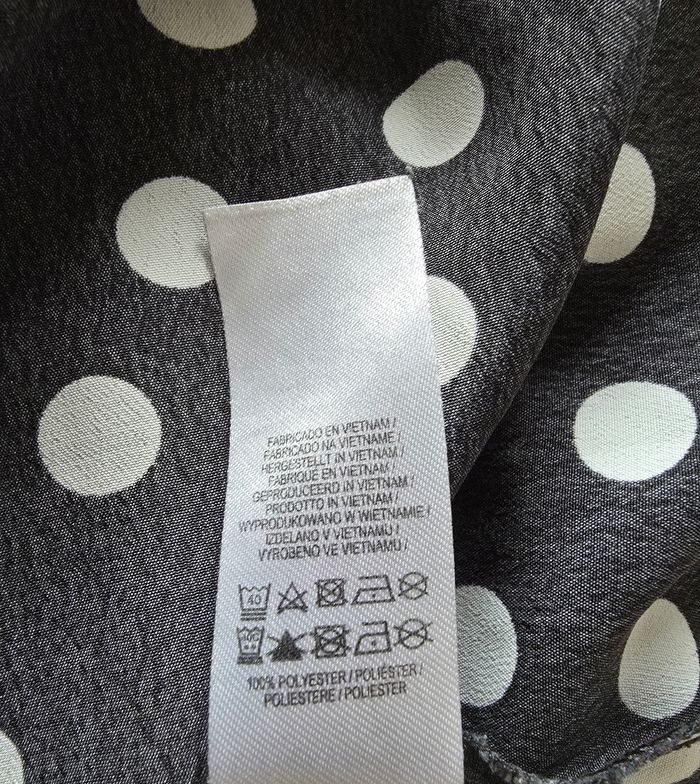 FABRICADO EN VIETNAM /
FABRICADO NA VIETNAME /
HERGESTELLT IN VIETNAM /
FABRIQUÉ EN VIETNAM /
GEPRODUCEERD IN VIETNAM /
PRODOTTO IN VIETNAM /
WYPRODUKOWANO W WIETNAMIE /
IZDELANO V VIETNAMU /
VYROBENO VE VIETNAMU /
40
100% POLYESTER / POLIÉSTER /
POLIESTERE / POLIESTER